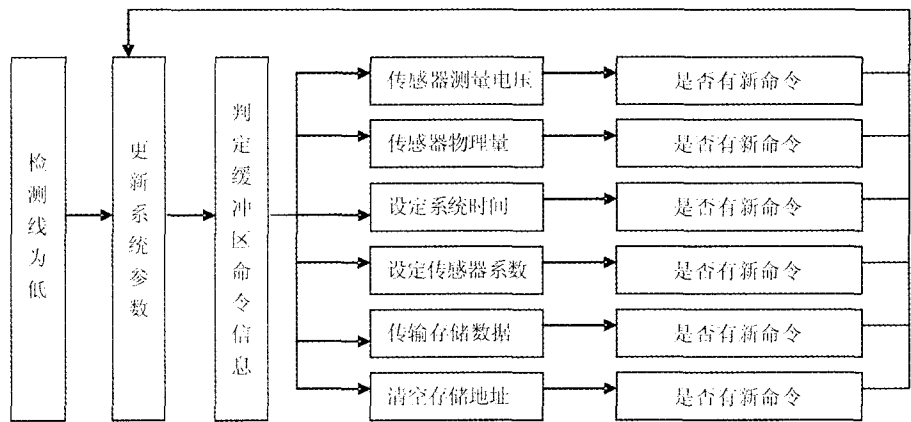 检测线为低
更新系统参数
判定缓冲区命令信息
传感器测量电压
是否有新命令
传感器物理量
是否有新命令
设定系统时间
是否有新命令
设定传感器系数
是否有新命令
传输存储数据
是否有新命令
清空存储地址
是否有新命令